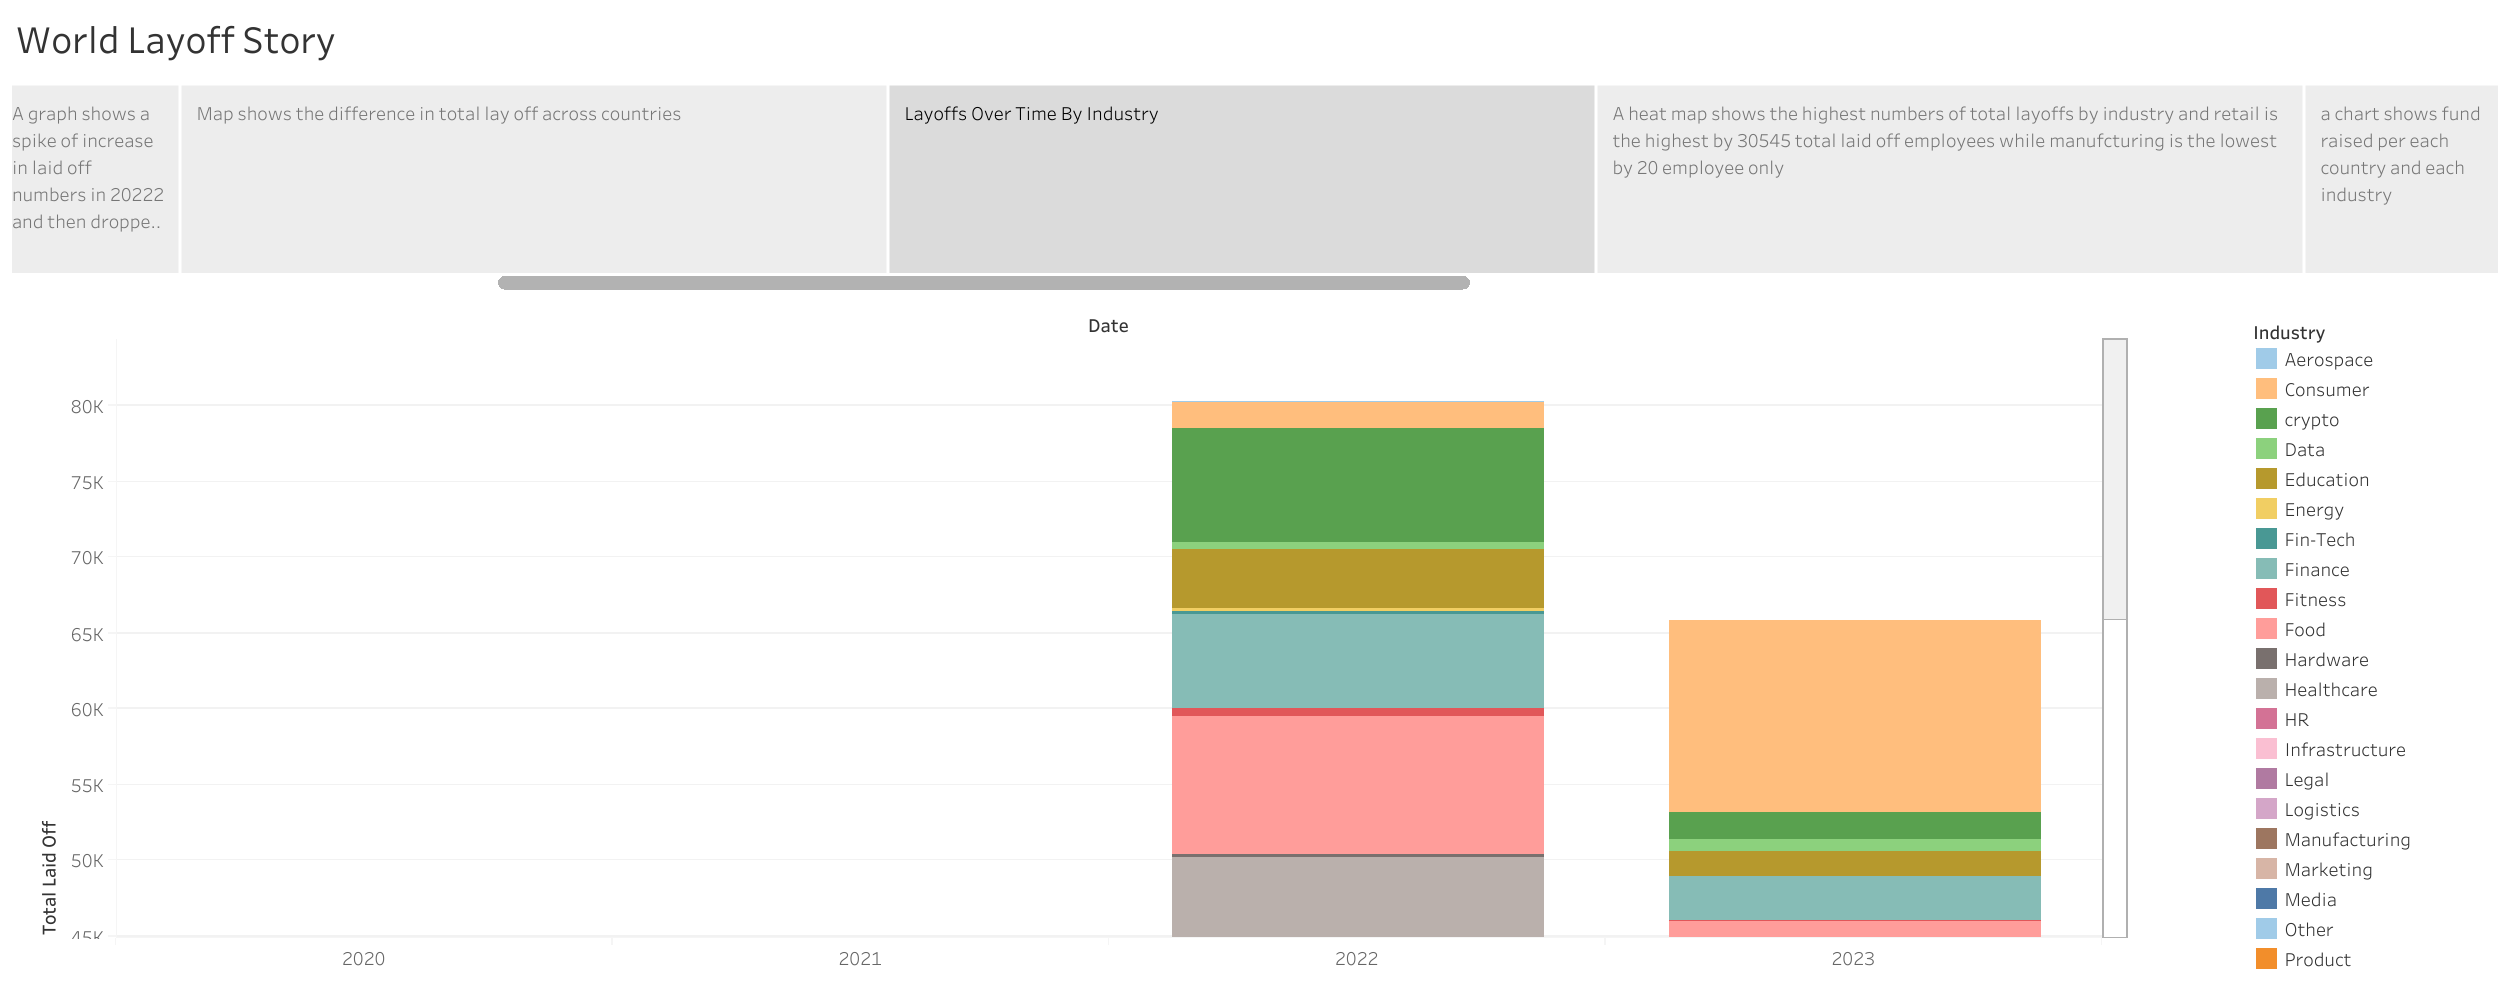 World Layoff Story
A graph shows a
spike of increase
in laid off
numbers in 20222
and then droppe..
Map shows the difference in total lay off across countries
Layoffs Over Time By Industry
A heat map shows the highest numbers of total layoffs by industry and retail is
the highest by 30545 total laid off employees while manufcturing is the lowest
by 20 employee only
a chart shows fund
raised per each
country and each
industry
Date
80K
75K
70K
65K
60K
55K
50K
45K
Total Laid Off
2020
2021
2022
2023
Industry
Aerospace
Consumer
crypto
Data
Education
Energy
Fin-Tech
Finance
Fitness
Food
Hardware
Healthcare
HR
Infrastructure
Legal
Logistics
Manufacturing
Marketing
Media
Other
Product